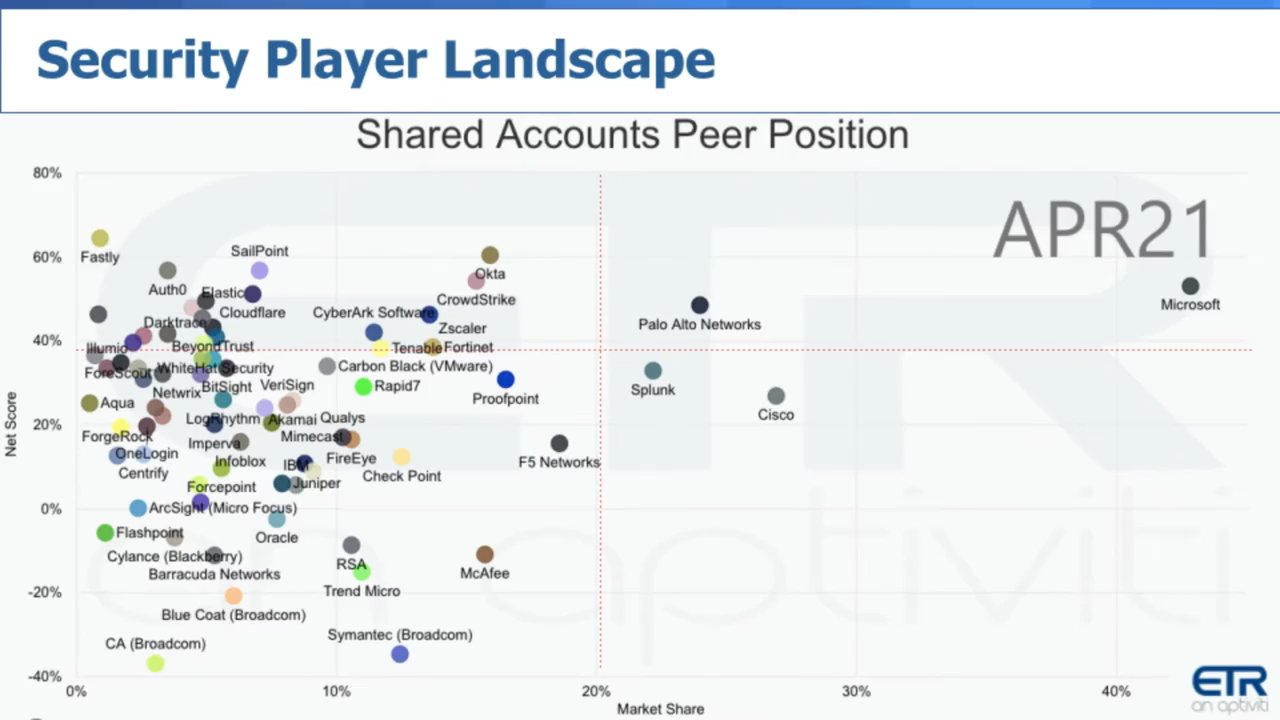 Security Player Landscape
Shared Accounts Peer Position
APR21
80%
60%
40%
20%
0%
-20%
-40%
Net Score
Fastly
SailPoint
Auth0
Okta
Elastic
CrowdStrike
Cloudflare
CyberArk Software
Microsoft
Darktrace
Zscaler
Palo Alto Networks
Illumio
BeyondTrust
Tenable
Fortinet
ForeScout
WhiteHat Security
Carbon Black (VMware)
Netwrix
BitSight
VeriSign
Rapid7
Proofpoint
Splunk
Aqua
Cisco
LogRhythm
Akamai
Qualys
ForgeRock
Imperva
Mimecast
OneLogin
Infoblox
IBM
FireEye
F5 Networks
Centrify
Check Point
Forcepoint
Juniper
ArcSight (Micro Focus)
Flashpoint
Oracle
Cylance (Blackberry)
RSA
Barracuda Networks
McAfee
Trend Micro
Blue Coat (Broadcom)
CA (Broadcom)
Symantec (Broadcom)
0%
10%
20%
30%
40%
Market Share
ETR
an aptiviti
ETR
an aptiviti